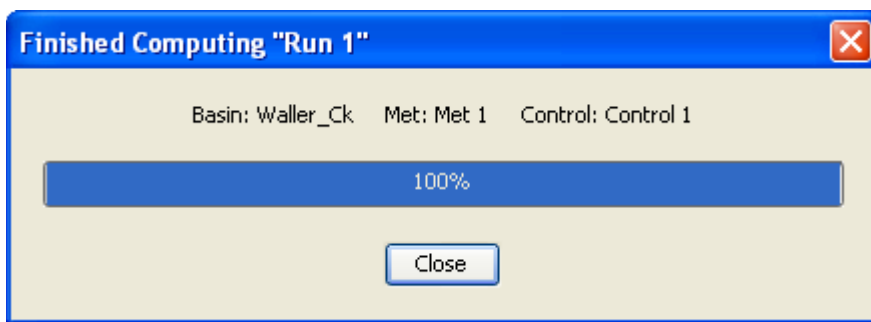 Finished Computing "Run 1"
Basin: Waller_Ck Met: Met 1 Control: Control 1
100%
Close